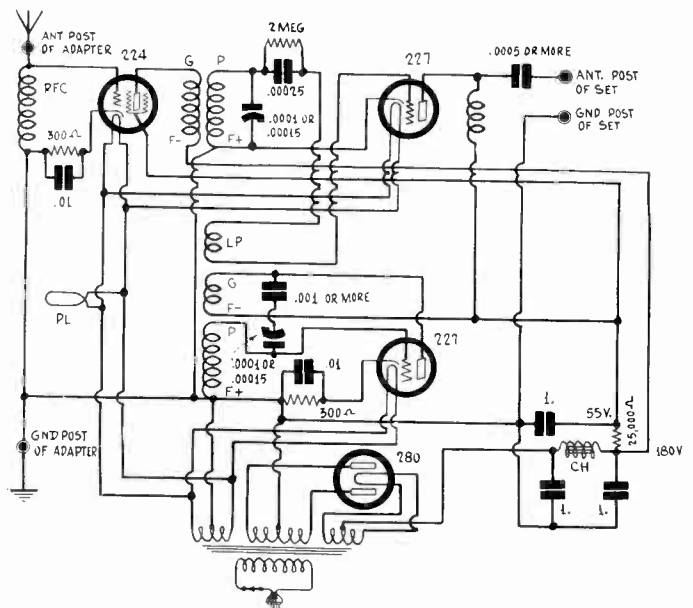 ANT POST
OF ADAPTER
224
G
P
2 MEG
227
.0005 OR MORE
ANT. POST
OF SET
RFC
.00025
GND POST
OF SET
.0001 OR
.00015
300Ω
F-
F+
.01
LP
G
.001 OR MORE
F-
PL
P
227
.0001 OR
.00015
.01
F+
300Ω
1.
55V.
25,000Ω
GND POST
OF ADAPTER
280
CH
180V
1.
1.